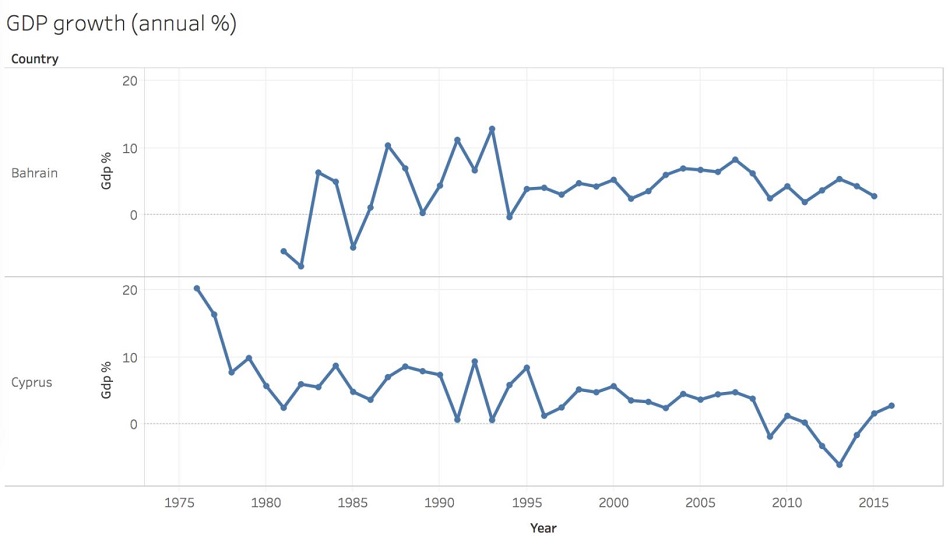 GDP growth (annual %)
Country
Bahrain
Gdp %
20
10
0
Cyprus
Gdp %
20
10
0
1975 1980 1985 1990 1995 2000 2005 2010 2015
Year